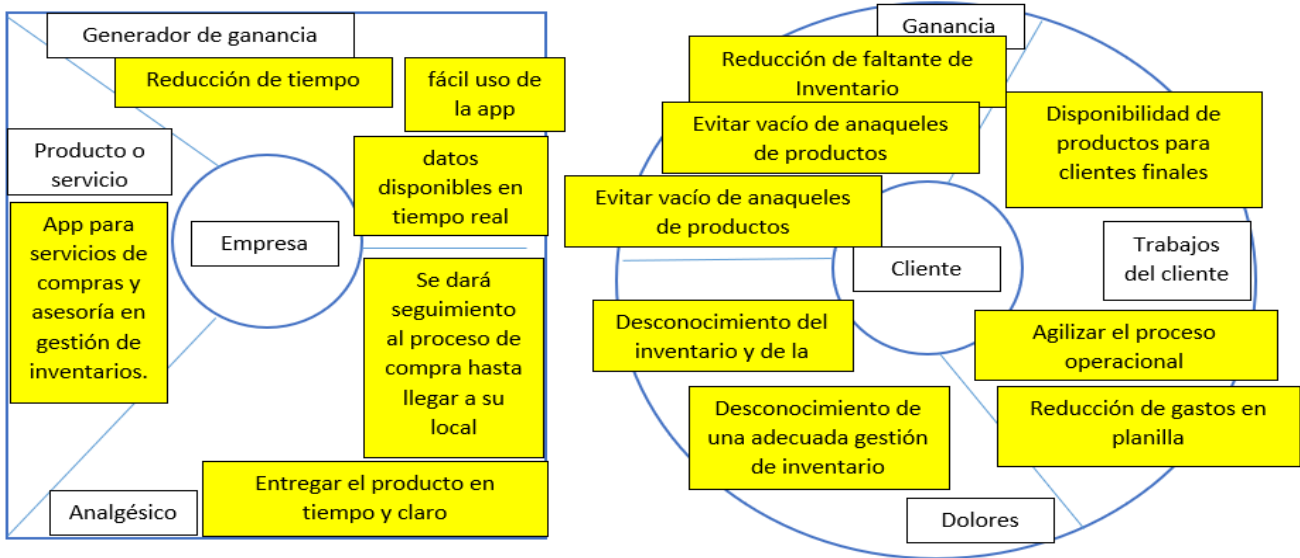 Generador de ganancia
Reducción de tiempo
fácil uso de
la app
Producto o
servicio
datos
disponibles en
tiempo real
App para
servicios de
compras y
asesoría en
gestión de
inventarios.
Empresa
Se dará
seguimiento
al proceso de
compra hasta
llegar a su
local
Analgésico
Entregar el producto en
tiempo y claro
Ganancia
Reducción de faltante de
Inventario
Evitar vacío de anaqueles
de productos
Disponibilidad de
productos para
clientes finales
Evitar vacío de anaqueles
de productos
Cliente
Trabajos
del cliente
Desconocimiento del
inventario y de la
Agilizar el proceso
operacional
Desconocimiento de
una adecuada gestión
de inventario
Reducción de gastos en
planilla
Dolores